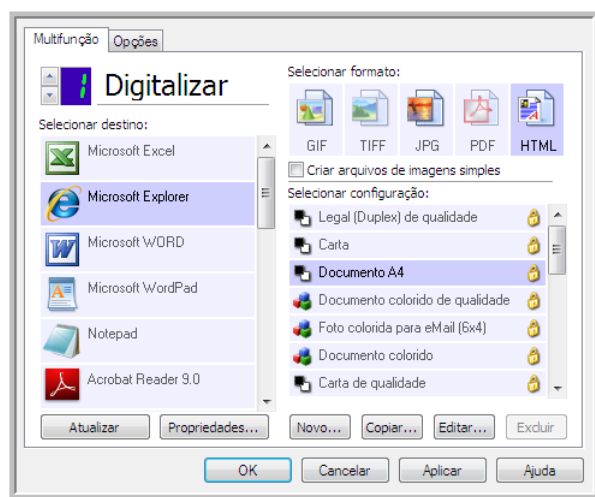 Multifunção Opções
1 Digitalizar
Selecionar destino:
Microsoft Excel
Microsoft Explorer
Microsoft WORD
Microsoft WordPad
Notepad
Acrobat Reader 9.0
Atualizar Propriedades...
Selecionar formato:
GIF TIFF JPG PDF HTML
Criar arquivos de imagens simples
Selecionar configuração:
Legal (Duplex) de qualidade
Carta
Documento A4
Documento colorido de qualidade
Foto colorida para eMail (6x4)
Documento colorido
Carta de qualidade
Novo... Copiar... Editar... Excluir
OK Cancelar Aplicar Ajuda